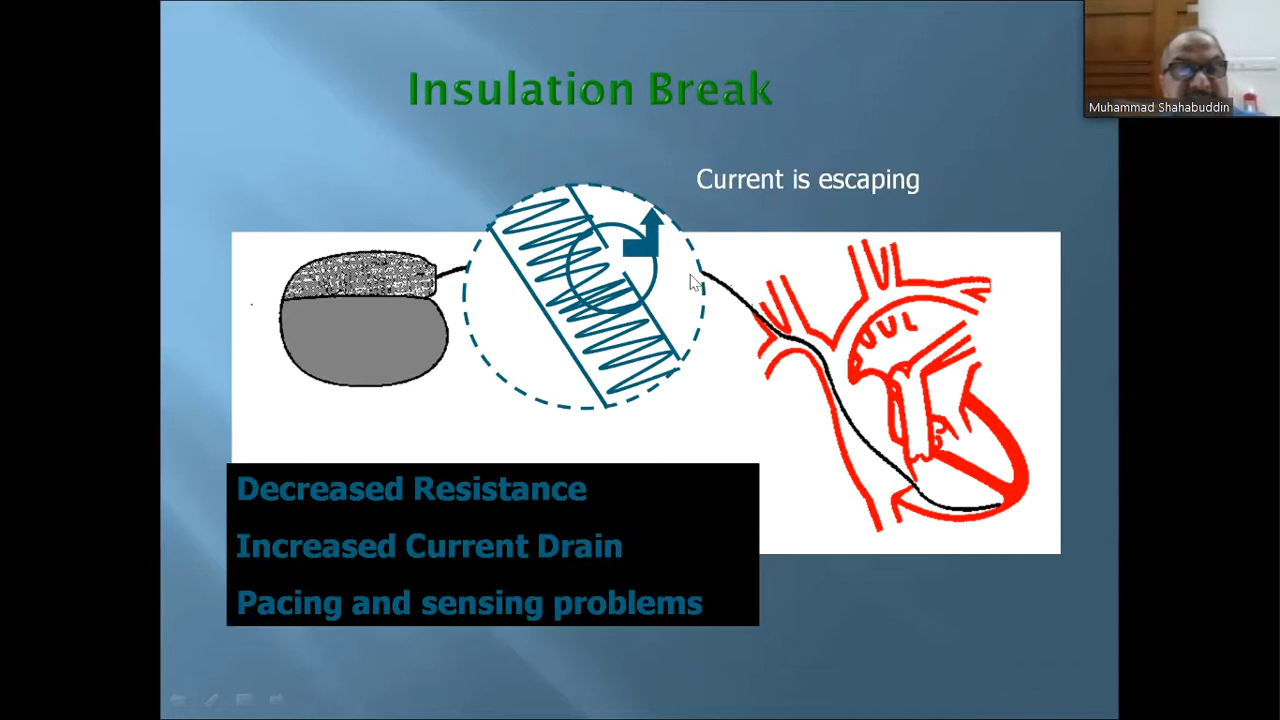 Insulation Break
Muhammad Shahabuddin
Current is escaping
Decreased Resistance
Increased Current Drain
Pacing and sensing problems